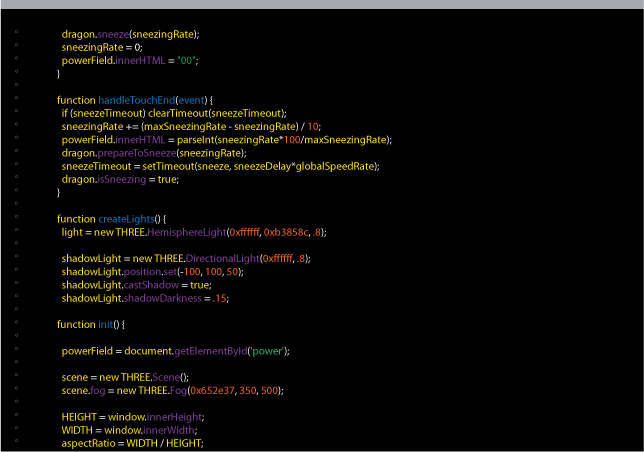 dragon.sneeze(sneezingRate);
sneezingRate = 0;
powerField.innerHTML = "00";
}
function handleTouchEnd(event) {
if (sneezeTimeout) clearTimeout(sneezeTimeout);
sneezingRate += (maxSneezingRate - sneezingRate) / 10;
powerField.innerHTML = parseInt(sneezingRate*100/maxSneezingRate);
dragon.prepareToSneeze(sneezingRate);
sneezeTimeout = setTimeout(sneeze, sneezeDelay*globalSpeedRate);
dragon.isSneezing = true;
}
function createLights() {
light = new THREE.HemisphereLight(0xffffff, 0xb3858c, .8);
shadowLight = new THREE.DirectionalLight(0xffffff, .8);
shadowLight.position.set(-100, 100, 50);
shadowLight.castShadow = true;
shadowLight.shadowDarkness = .15;
function init() {
powerField = document.getElementById('power');
scene = new THREE.Scene();
scene.fog = new THREE.Fog(0x652e37, 350, 500);
HEIGHT = window.innerHeight;
WIDTH = window.innerWidth;
aspectRatio = WIDTH / HEIGHT;